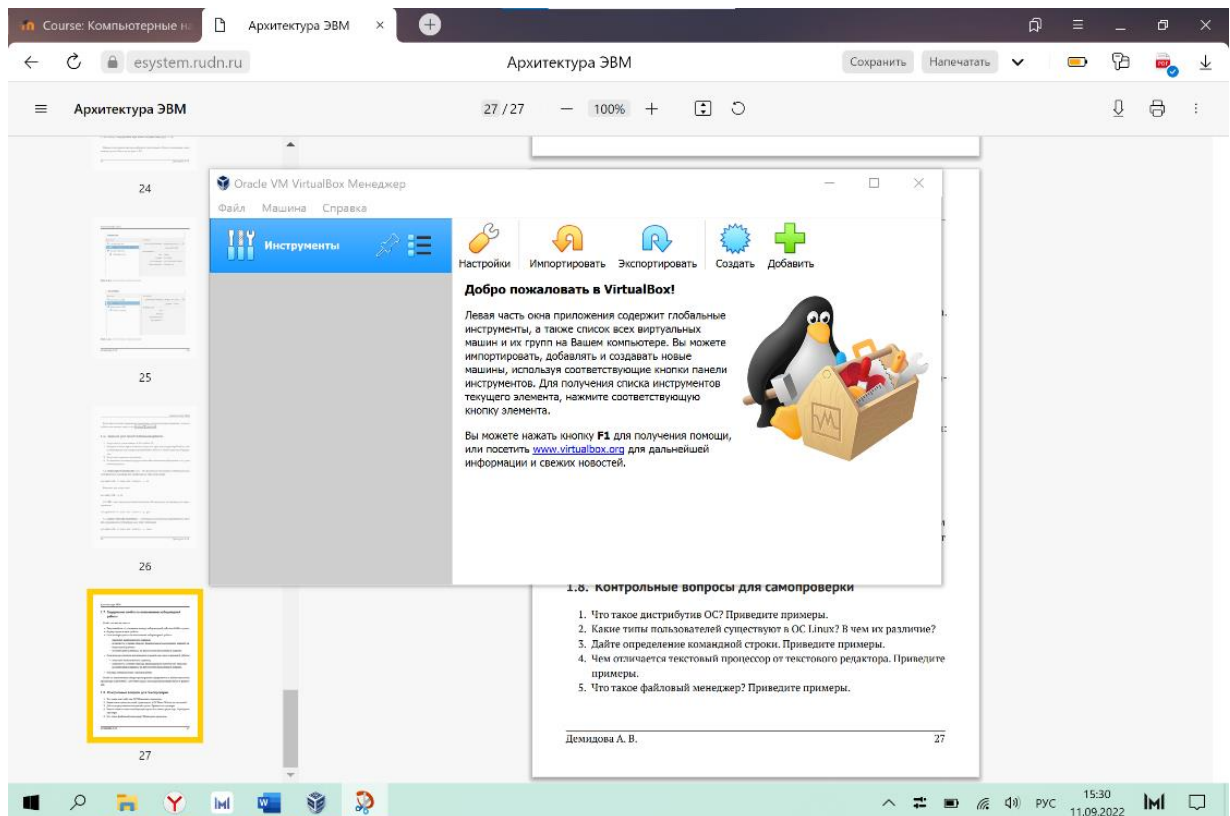 Course: Компьютерные на
Архитектура ЭВМ
esystem.rudn.ru
Архитектура ЭВМ
Сохранить
Напечатать
Архитектура ЭВМ
27 / 27
100%
24
25
26
27
Oracle VM VirtualBox Менеджер
Файл Машина Справка
Инструменты
Настройки
Импортировать
Экспортировать
Создать
Добавить
Добро пожаловать в VirtualBox!
Левая часть окна приложения содержит глобальные
инструменты, а также список всех виртуальных
машин и их групп на Вашем компьютере. Вы можете
импортировать, добавлять и создавать новые
машины, используя соответствующие кнопки панели
инструментов. Для получения списка инструментов
текущего элемента, нажмите соответствующую
кнопку элемента.
Вы можете нажать кнопку F1 для получения помощи,
или посетить www.virtualbox.org для дальнейшей
информации и свежих новостей.
1.8. Контрольные вопросы для самопроверки
1. Что такое дистрибутив ОС? Приведите примеры.
2. Какие типы пользователей существуют в ОС Linux? В чем их различие?
3. Дайте определение командной строки. Приведите примеры.
4. Чем отличается текстовый процессор от текстового редактора. Приведите
примеры.
5. Что такое файловый менеджер? Приведите примеры.
Демидова А. В.
27
РУС
15:30
11.09.2022